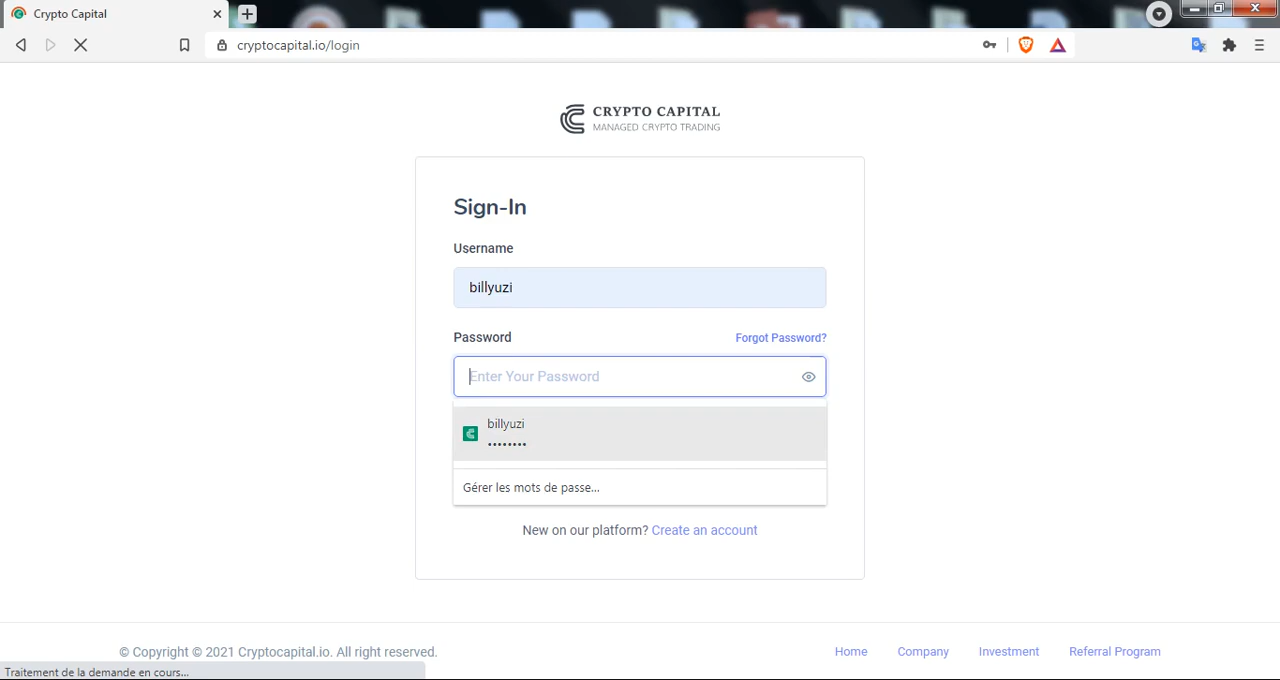 Crypto Capital
cryptocapital.io/login
CRYPTO CAPITAL
MANAGED CRYPTO TRADING
Sign-In
Username
billyuzi
Password
Forgot Password?
Enter Your Password
billyuzi
••••••••
Gérer les mots de passe...
New on our platform? Create an account
© Copyright © 2021 Cryptocapital.io. All right reserved.
Home
Company
Investment
Referral Program
Traitement de la demande en cours...